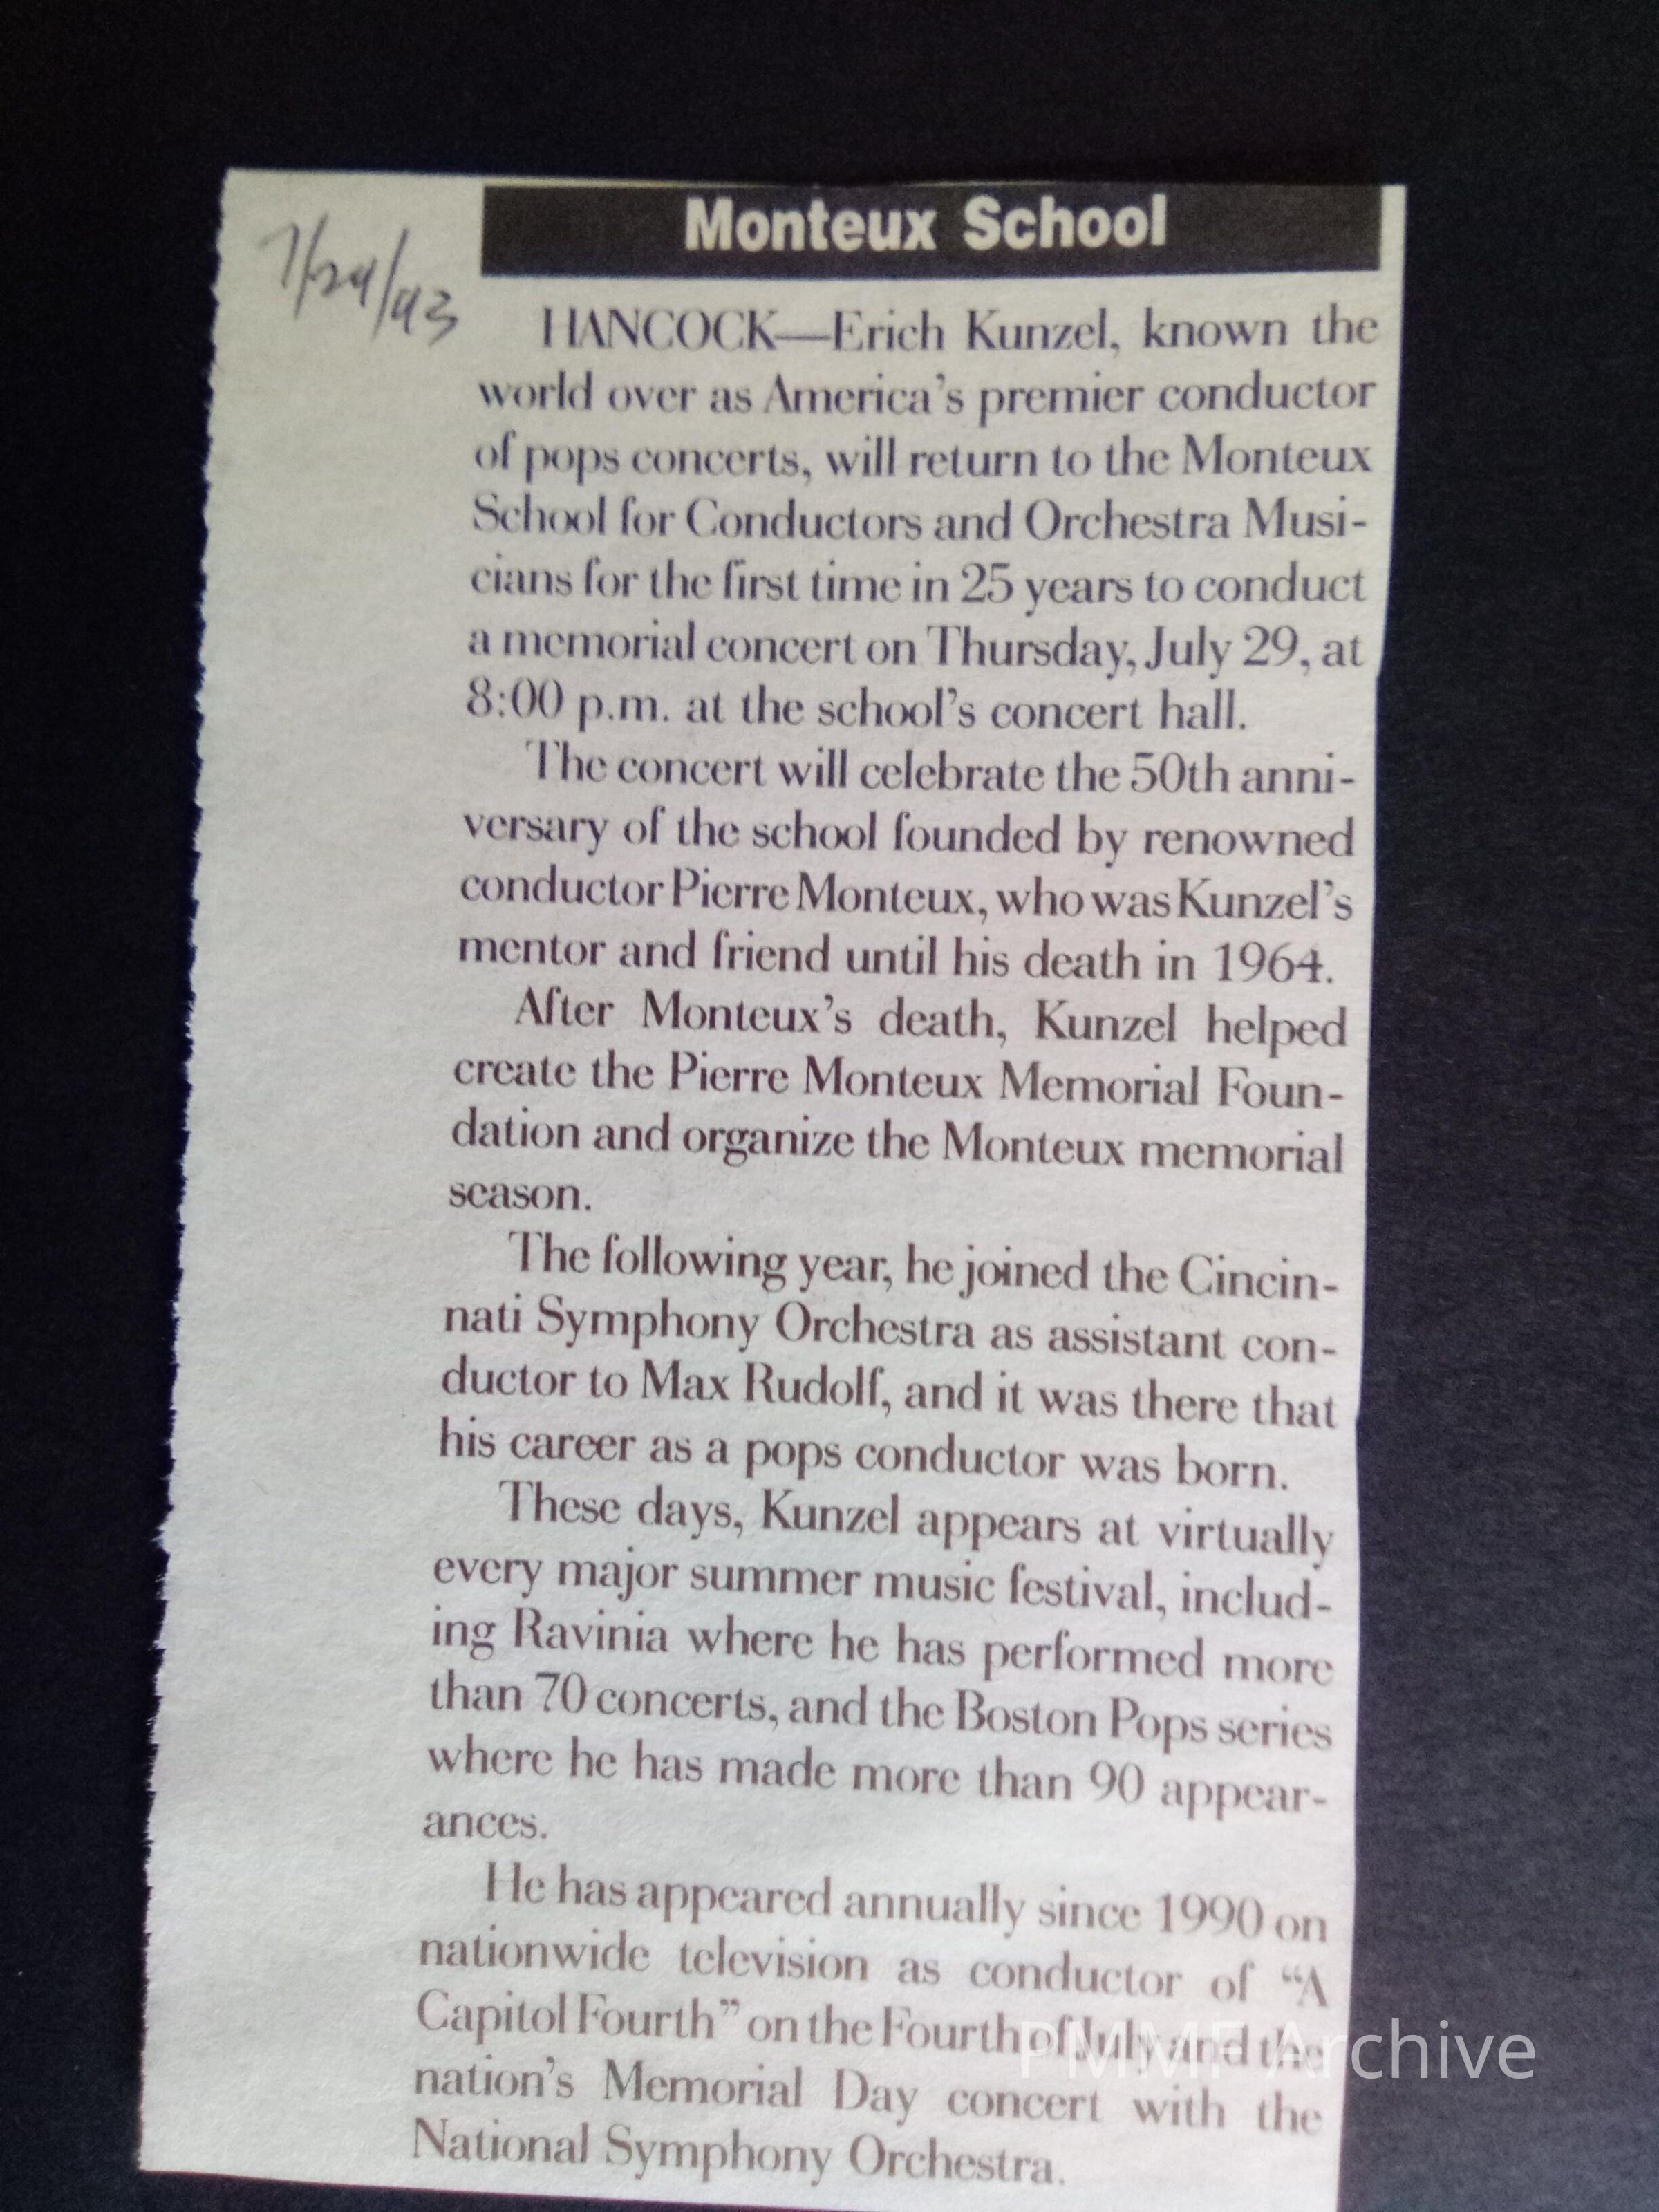 Monteux School
7/29/93
HANCOCK—Erich Kunzel, known the
world over as America's premier conductor
of pops concerts, will return to the Monteux
School for Conductors and Orchestra Musi-
cians for the first time in 25 years to conduct
a memorial concert on Thursday, July 29, at
8:00 p.m. at the school's concert hall.
The concert will celebrate the 50th anni-
versary of the school founded by renowned
conductor Pierre Monteux, who was Kunzel's
mentor and friend until his death in 1964.
After Monteux's death, Kunzel helped
create the Pierre Monteux Memorial Foun-
dation and organize the Monteux memorial
season.
The following year, he joined the Cincin-
nati Symphony Orchestra as assistant con-
ductor to Max Rudolf, and it was there that
his career as a pops conductor was born.
These days, Kunzel appears at virtually
every major summer music festival, includ-
ing Ravinia where he has performed more
than 70 concerts, and the Boston Pops series
where he has made more than 90 appear-
ances.
He has appeared annually since 1990 on
nationwide television as conductor of “A
Capitol Fourth” on the Fourth of July and the
nation's Memorial Day concert with the
National Symphony Orchestra.
PMMF Archive